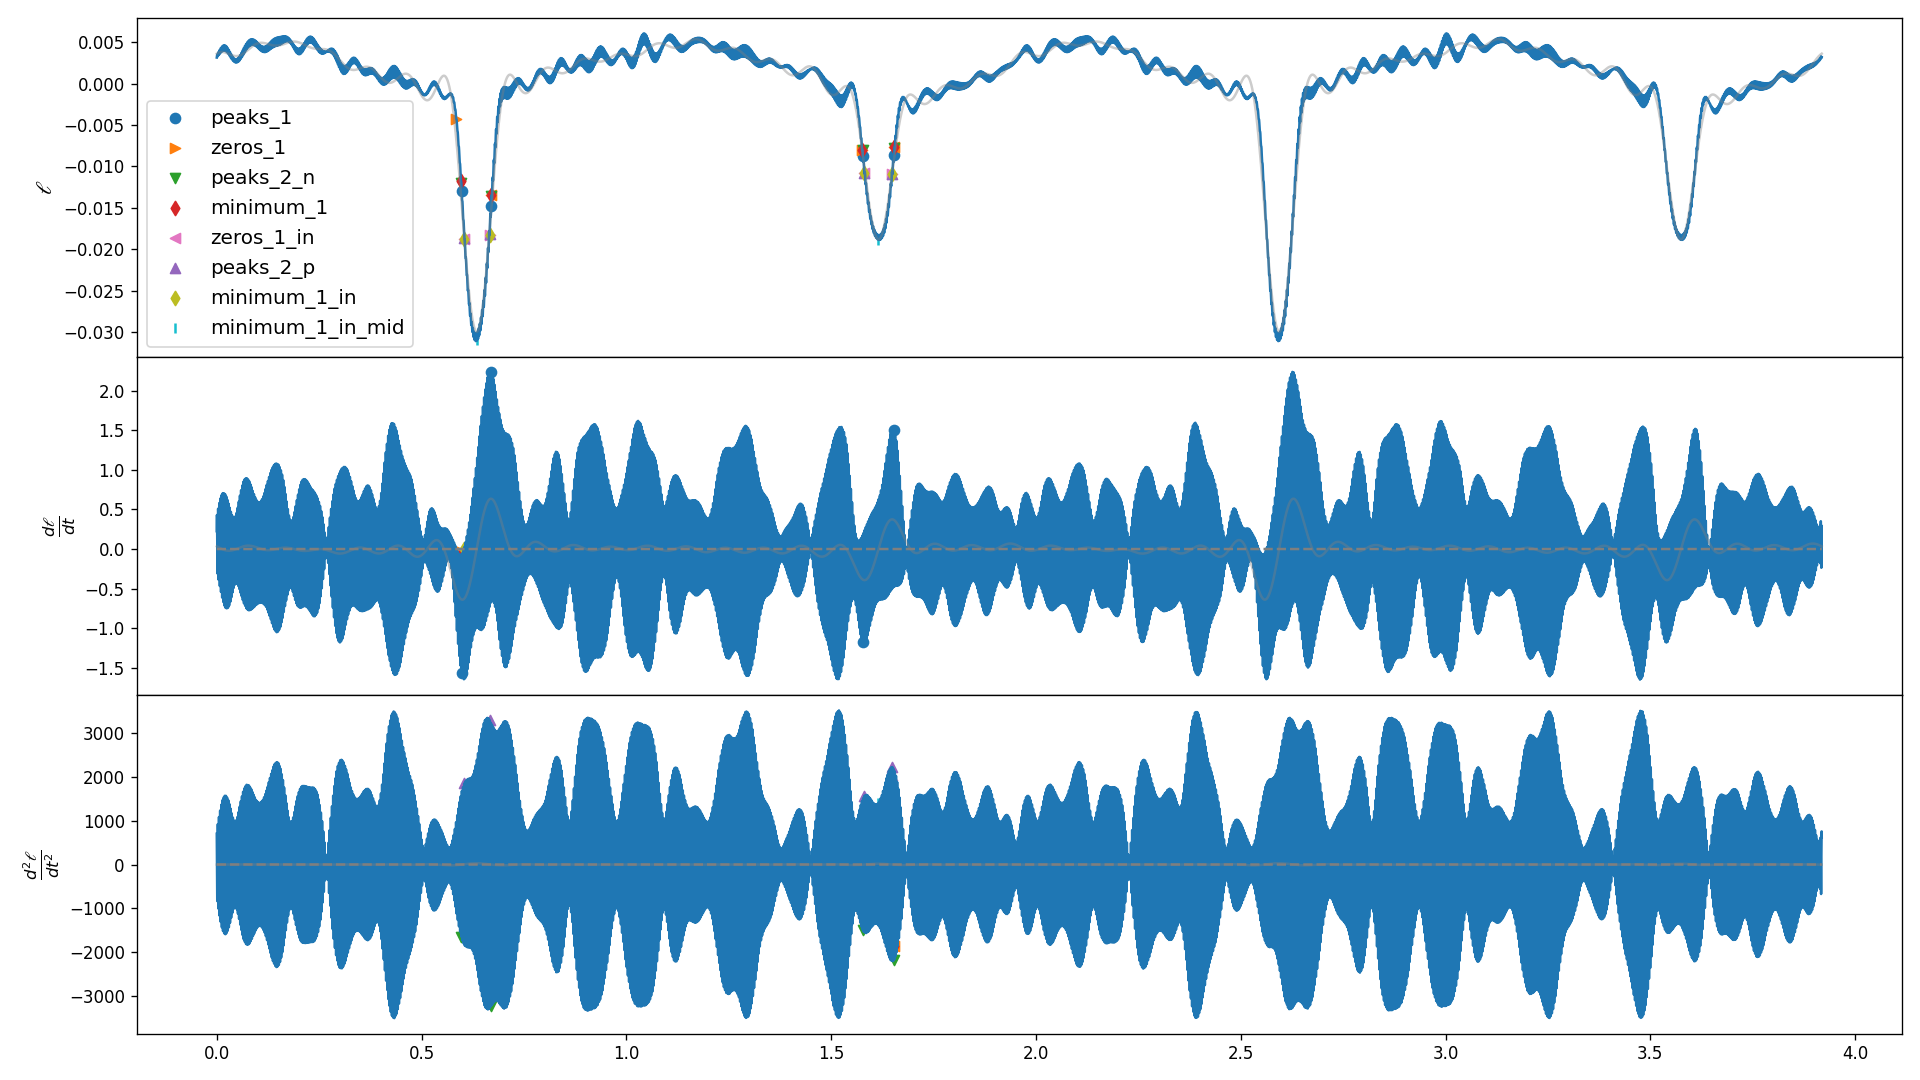 0.005
0.000
−0.005
−0.010
−0.015
−0.020
−0.025
−0.030
ℓ
peaks_1
zeros_1
peaks_2_n
minimum_1
zeros_1_in
peaks_2_p
minimum_1_in
minimum_1_in_mid
2.0
1.5
1.0
0.5
0.0
−0.5
−1.0
−1.5
dℓ
dt
3000
2000
1000
0
−1000
−2000
−3000
d²ℓ
dt²
0.0 0.5 1.0 1.5 2.0 2.5 3.0 3.5 4.0